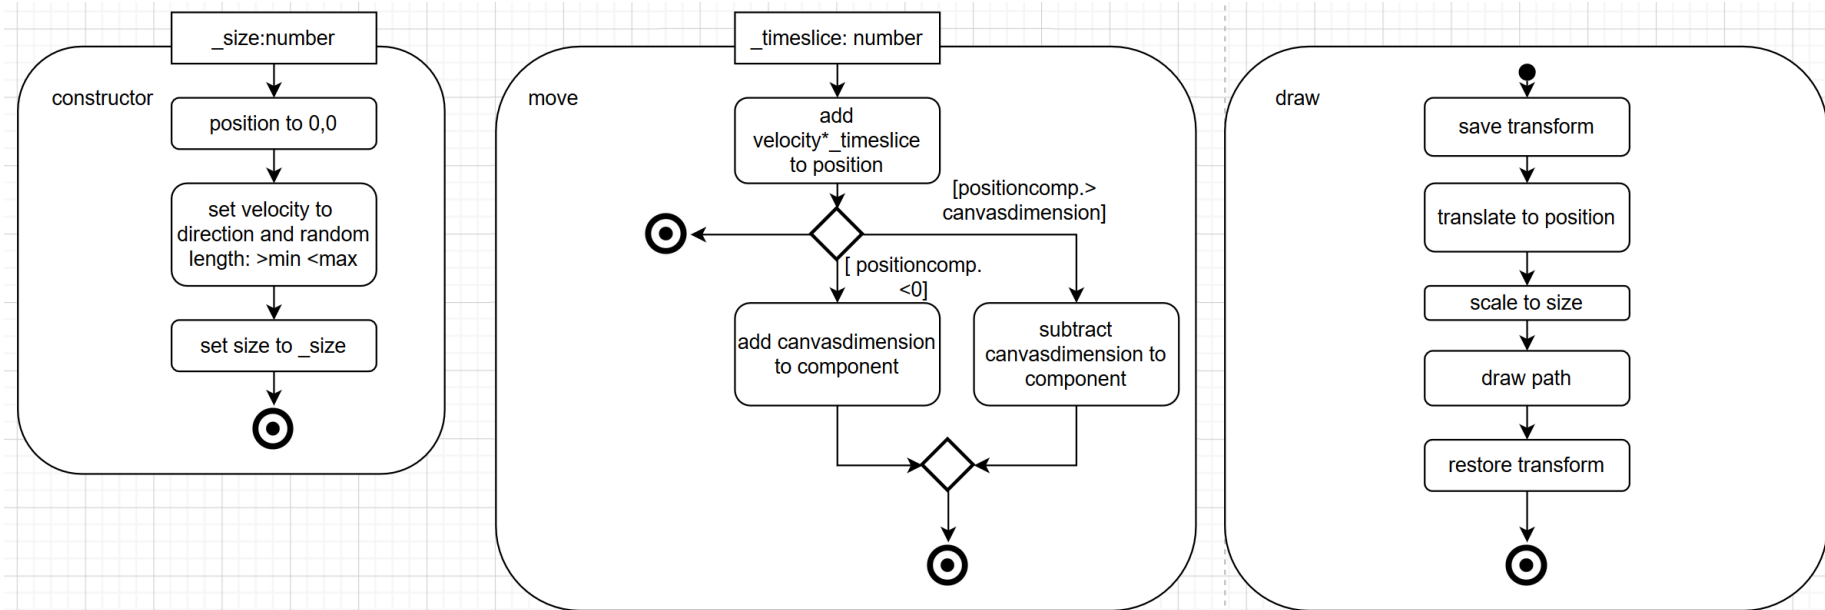 _size:number
constructor
position to 0,0
set velocity to
direction and random
length: >min <max
set size to _size
_timeslice: number
move
add
velocity*_timeslice
to position
[positioncomp.>
canvasdimension]
[ positioncomp.
<0]
add canvasdimension
to component
subtract
canvasdimension to
component
draw
save transform
translate to position
scale to size
draw path
restore transform